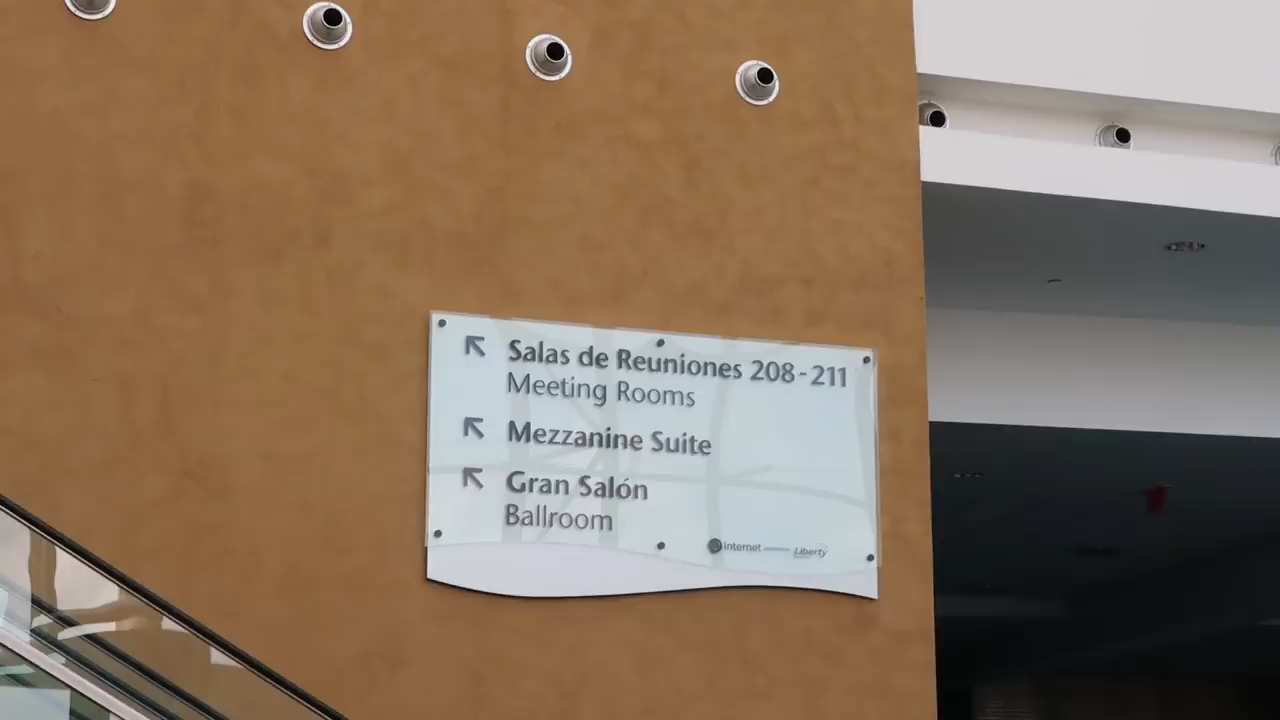 Salas de Reuniones 208-211
Meeting Rooms
Mezzanine Suite
Gran Salón
Ballroom
Internet Liberty